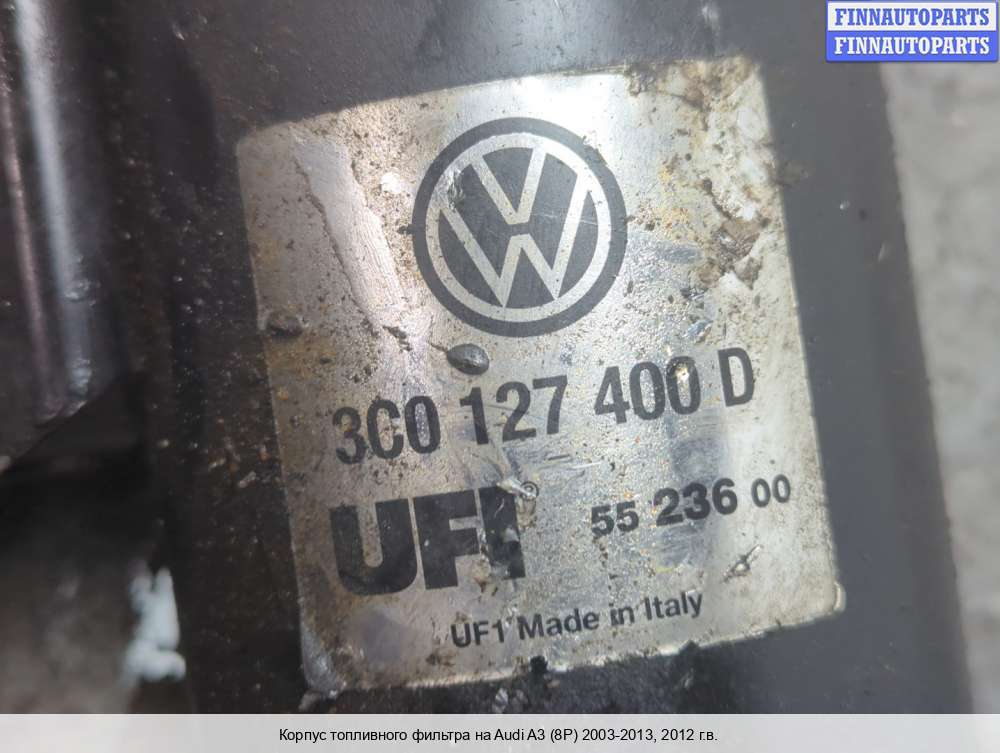 FINNAUTOPARTS
FINNAUTOPARTS
3C0 127 400 D
UFI 55 236 00
UF1 Made in Italy
Корпус топливного фильтра на Audi A3 (8P) 2003-2013, 2012 г.в.